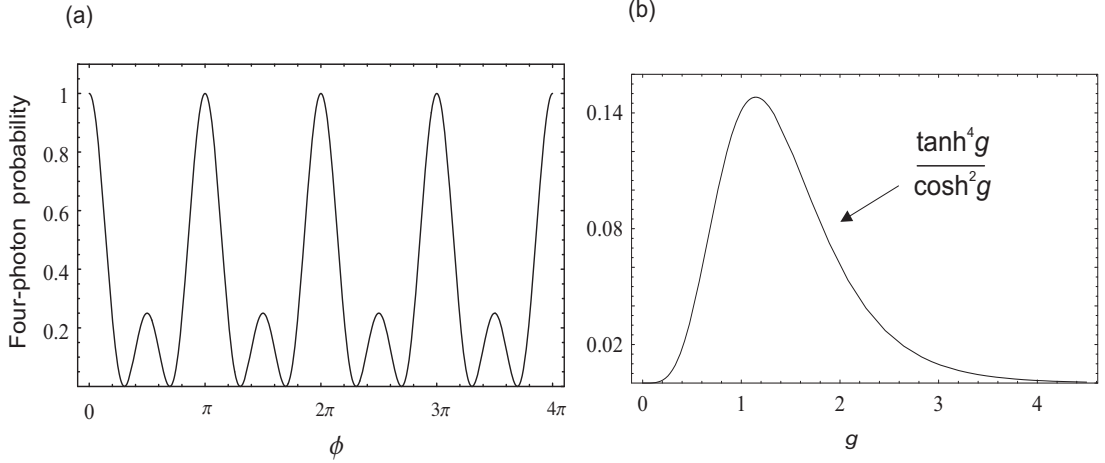 (a)
Four-photon probability
1
0.8
0.6
0.4
0.2
0 π 2π 3π 4π
ϕ
(b)
0.14
0.08
0.02
tanh⁴g
cosh²g
0 1 2 3 4
g